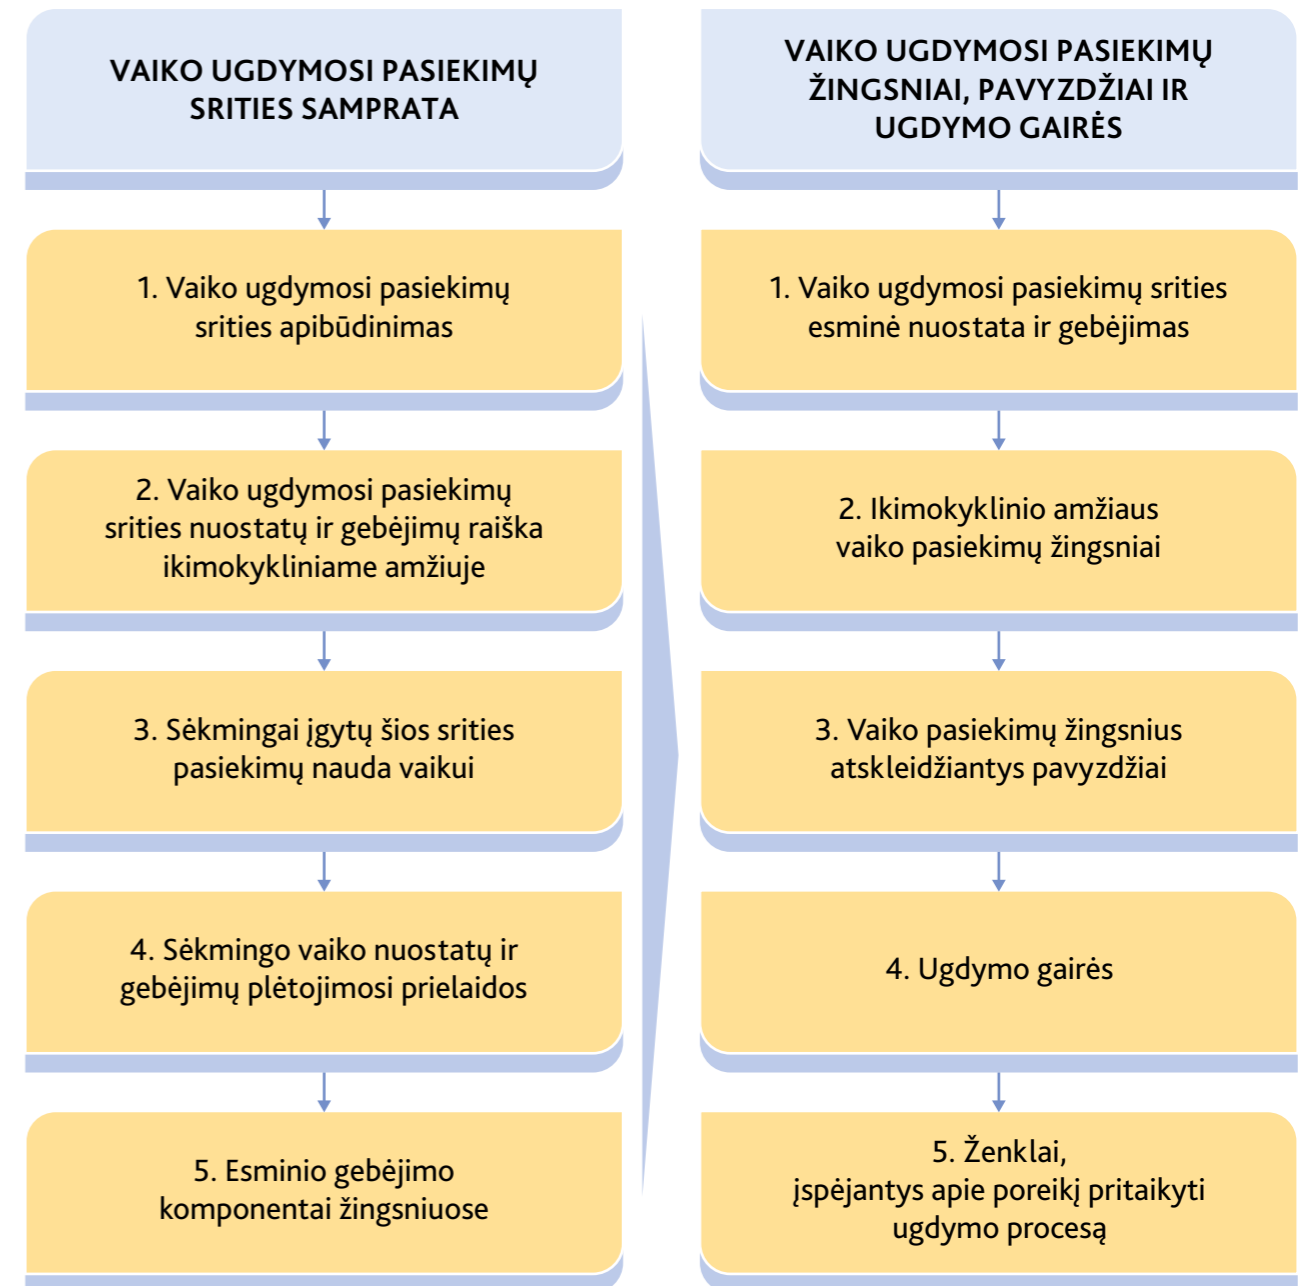 VAIKO UGDYMOSI PASIEKIMŲ
SRITIES SAMPRATA
1. Vaiko ugdymosi pasiekimų
srities apibūdinimas
2. Vaiko ugdymosi pasiekimų
srities nuostatų ir gebėjimų raiška
ikimokykliniame amžiuje
3. Sėkmingai įgytų šios srities
pasiekimų nauda vaikui
4. Sėkmingo vaiko nuostatų ir
gebėjimų plėtojimosi prielaidos
5. Esminio gebėjimo
komponentai žingsniuose
VAIKO UGDYMOSI PASIEKIMŲ
ŽINGSNIAI, PAVYZDŽIAI IR
UGDYMO GAIRĖS
1. Vaiko ugdymosi pasiekimų srities
esminė nuostata ir gebėjimas
2. Ikimokyklinio amžiaus
vaiko pasiekimų žingsniai
3. Vaiko pasiekimų žingsnius
atskleidžiantys pavyzdžiai
4. Ugdymo gairės
5. Ženklai,
įspėjantys apie poreikį pritaikyti
ugdymo procesą